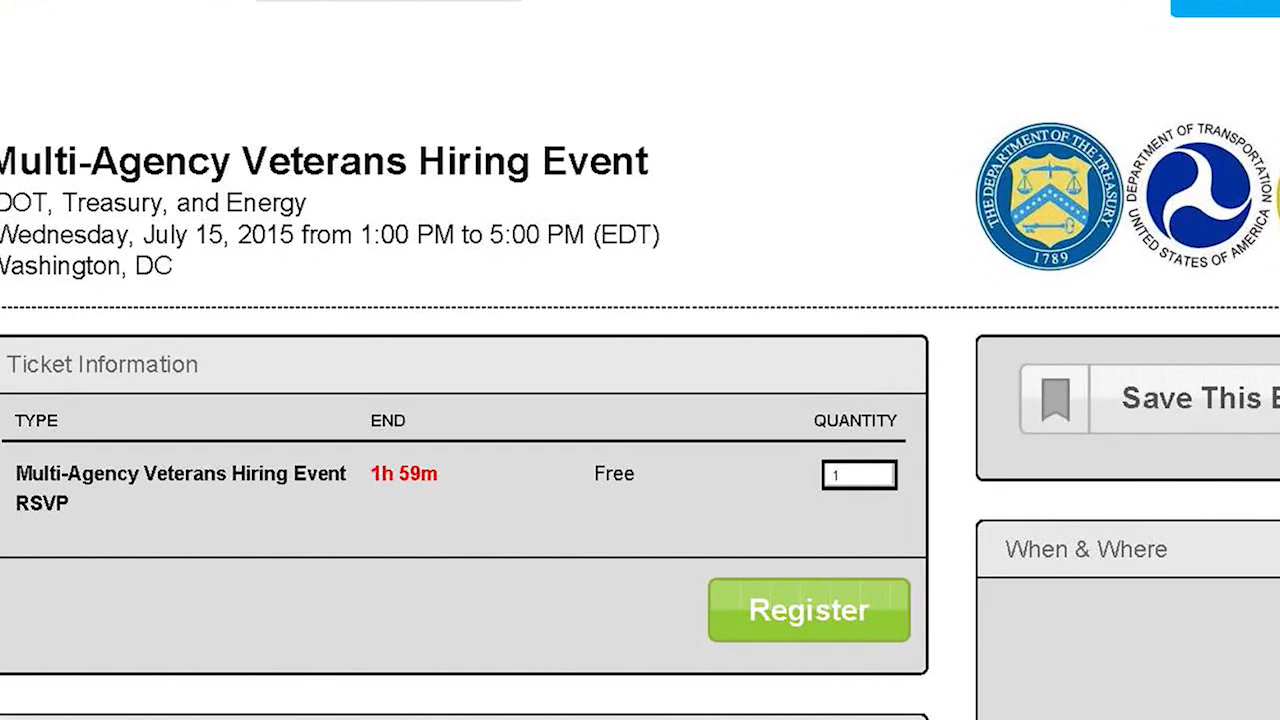 Multi-Agency Veterans Hiring Event
DOT, Treasury, and Energy
Wednesday, July 15, 2015 from 1:00 PM to 5:00 PM (EDT)
Washington, DC
THE DEPARTMENT OF THE TREASURY
1789
DEPARTMENT OF TRANSPORTATION
UNITED STATES OF AMERICA
Ticket Information
TYPE END QUANTITY
Multi-Agency Veterans Hiring Event 1h 59m Free 1
RSVP
Register
Save This E
When & Where